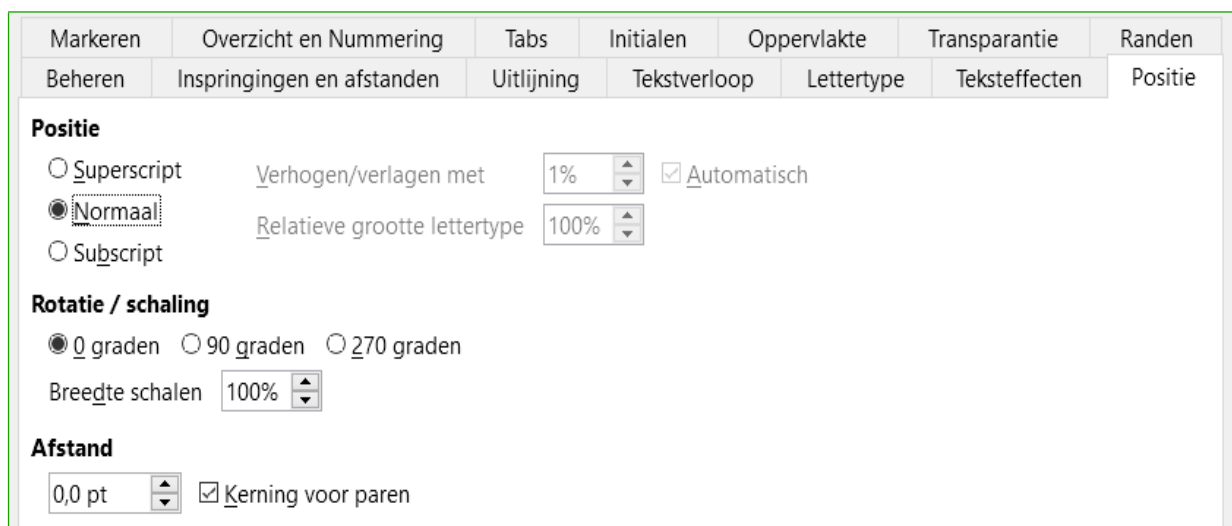 Markeren Overzicht en Nummering Tabs Initialen Oppervlakte Transparantie Randen
Beheren Inspringingen en afstanden Uitlijning Tekstverloop Lettertype Teksteffecten Positie
Positie
Superscript Verhogen/verlagen met 1% Automatisch
Normaal
Relatieve grootte lettertype 100%
Subscript
Rotatie / schaling
0 graden 90 graden 270 graden
Breedte schalen 100%
Afstand
0,0 pt Kerning voor paren